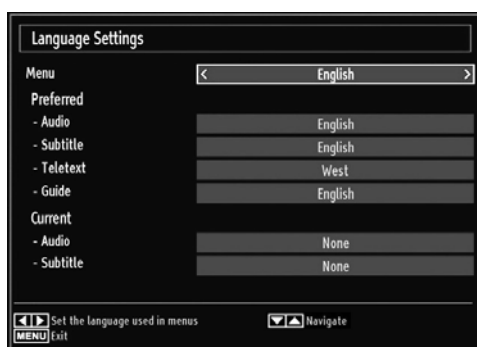 Language Settings
Menu < English >
Preferred
- Audio English
- Subtitle English
- Teletext West
- Guide English
Current
- Audio None
- Subtitle None
Set the language used in menus Navigate
MENU Exit